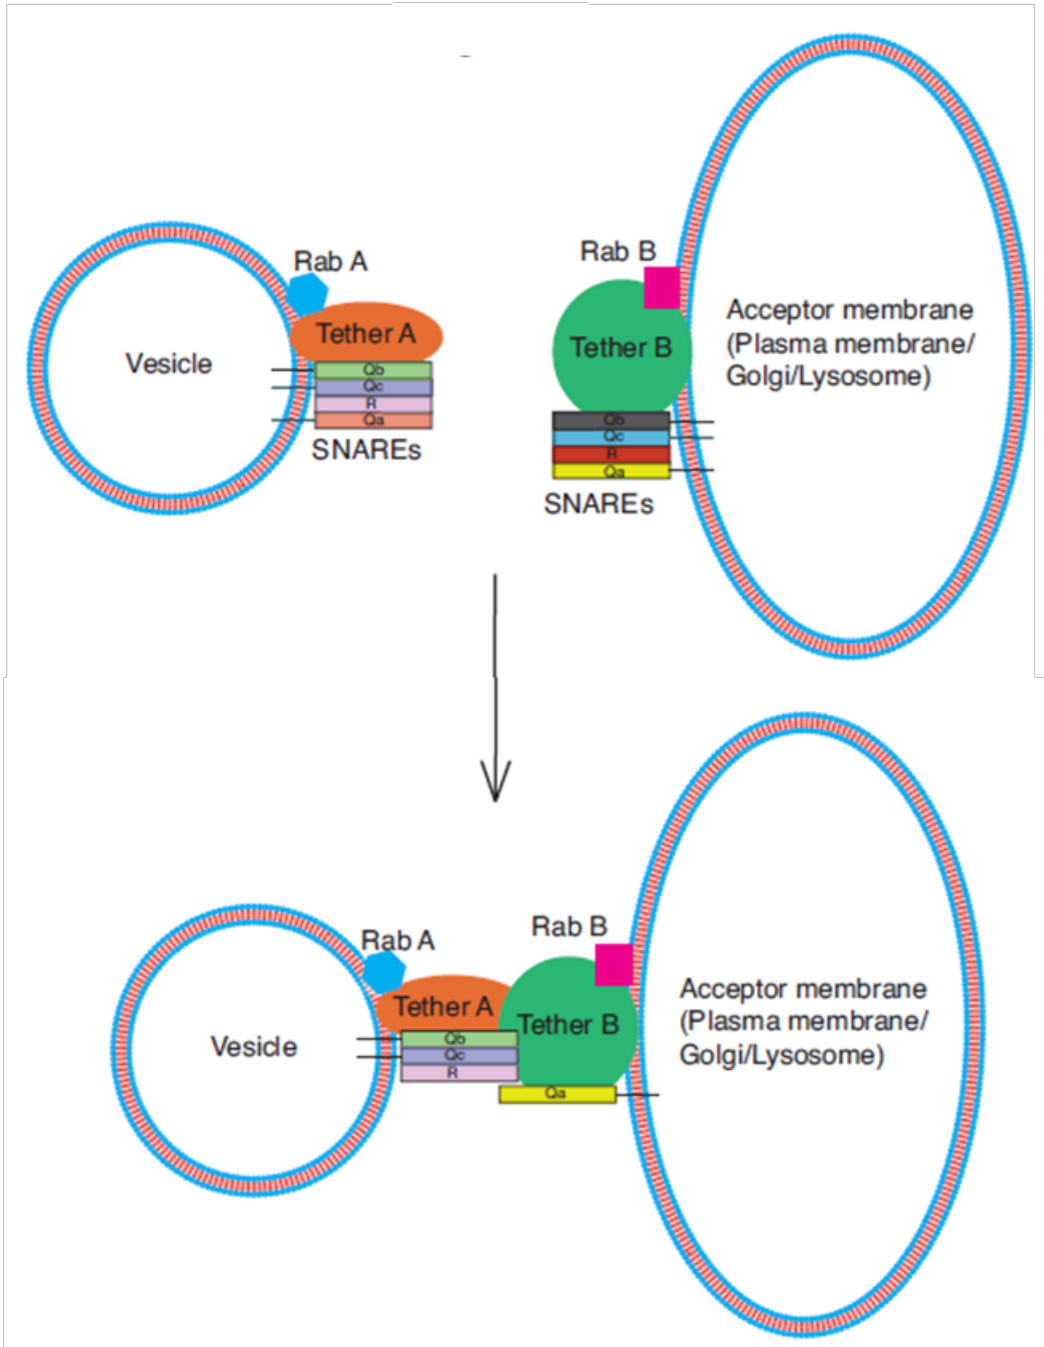 Rab A
Tether A
Vesicle
Qb
Qc
R
Qa
SNAREs
Rab B
Tether B
Acceptor membrane
(Plasma membrane/
Golgi/Lysosome)
Qb
Qc
R
Qa
SNAREs
Rab A
Tether A
Vesicle
Qb
Qc
R
Rab B
Tether B
Qa
Acceptor membrane
(Plasma membrane/
Golgi/Lysosome)